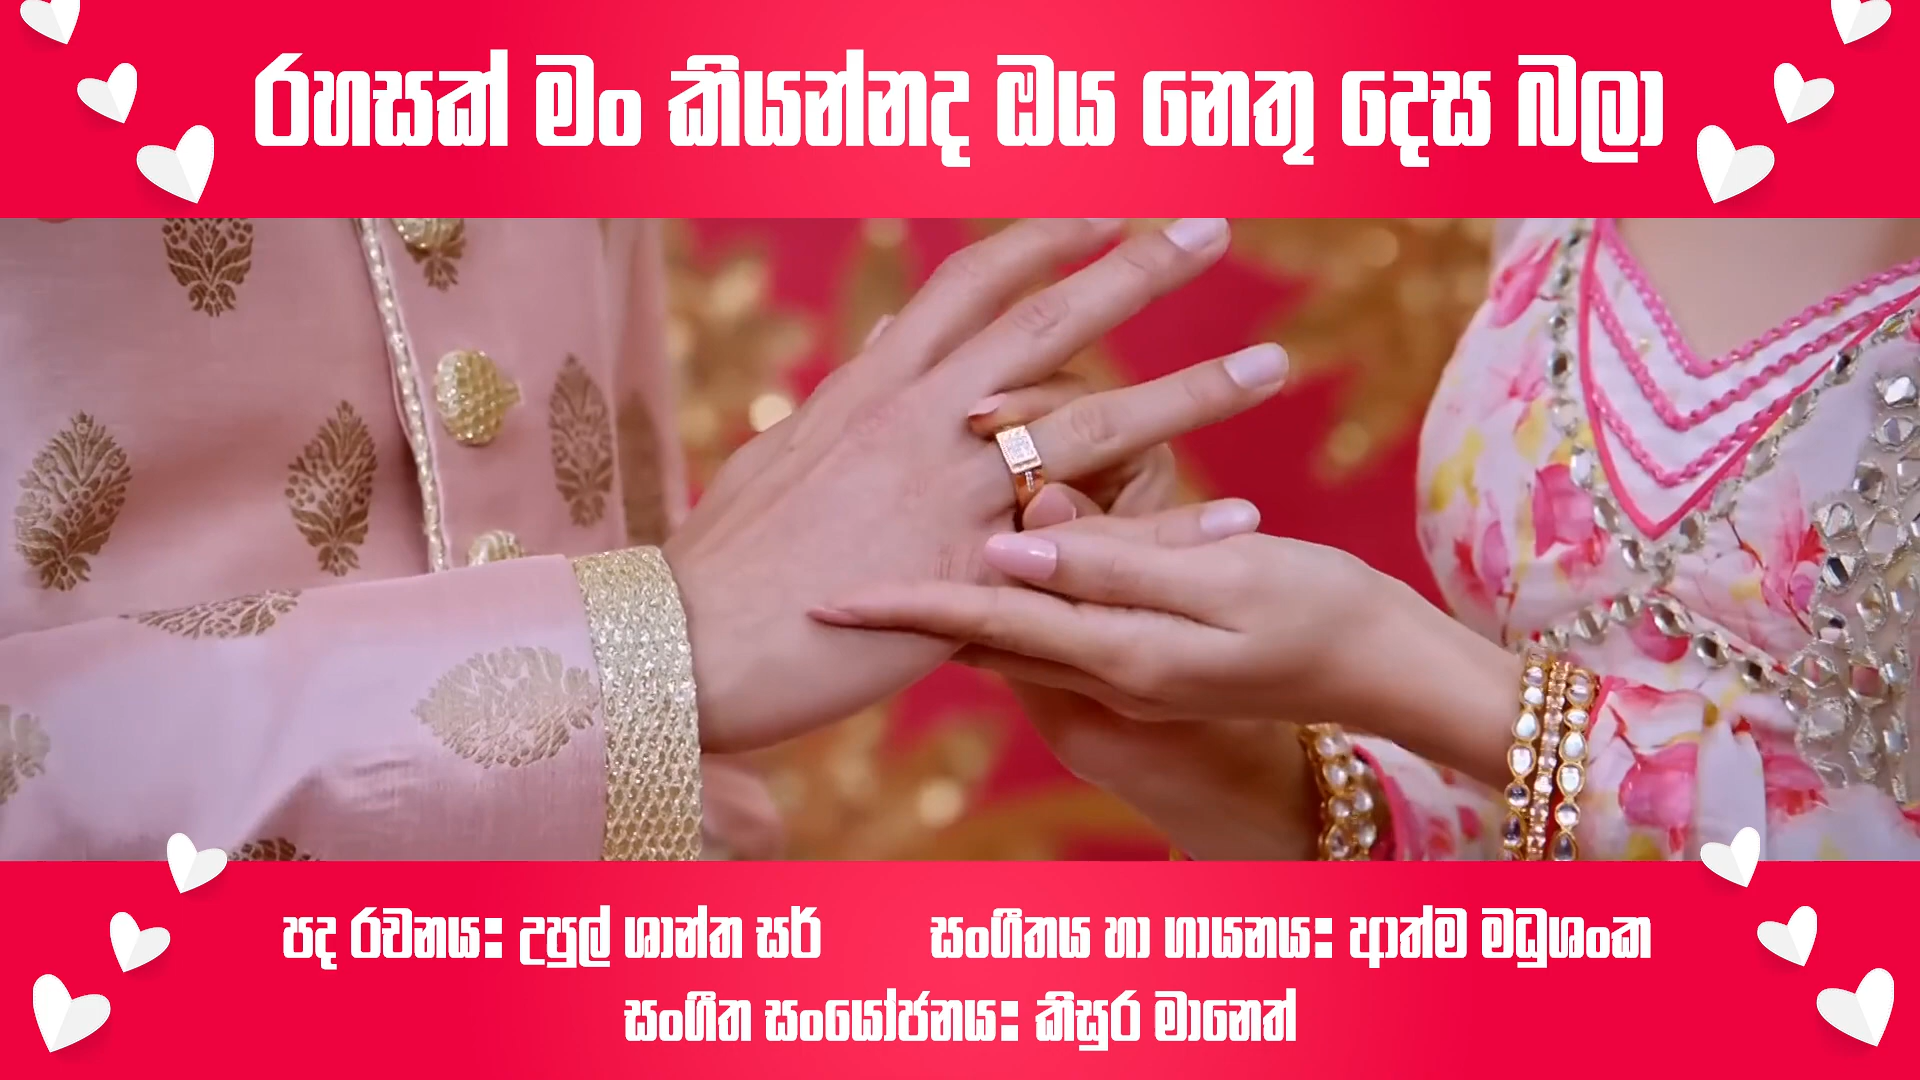 රහසක් මං කියන්නද ඔය නෙතු දෙස බලා
පද රචනය: උපුල් ශාන්ත සර්
සංගීතය හා ගායනය: ආත්ම මධුශංක
සංගීත සංයෝජනය: කිසුර මානෙත්